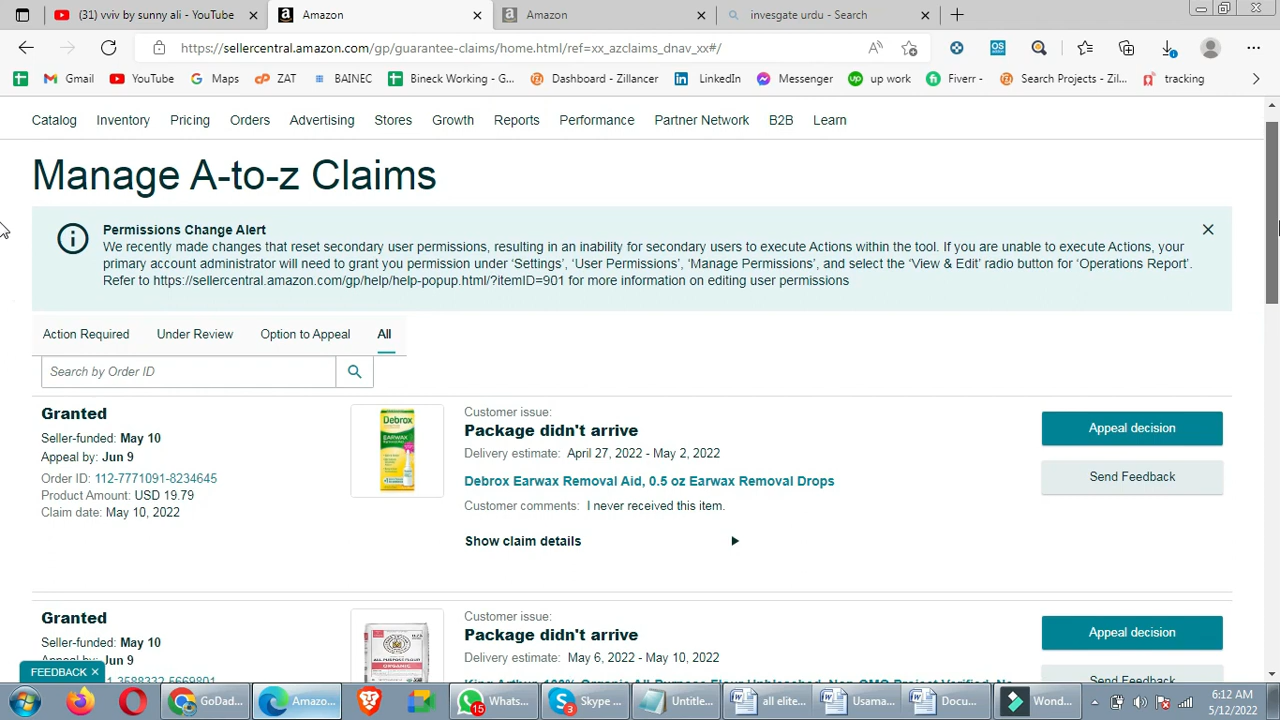 (31) vviv by sunny ali - YouTube
Amazon
Amazon
invesgate urdu - Search
https://sellercentral.amazon.com/gp/guarantee-claims/home.html/ref=xx_azclaims_dnav_xx#/
Gmail
YouTube
Maps
ZAT
BAINEC
Bineck Working - G...
Dashboard - Zillancer
LinkedIn
Messenger
up work
Fiverr -
Search Projects - Zil...
tracking
Catalog Inventory Pricing Orders Advertising Stores Growth Reports Performance Partner Network B2B Learn
Manage A-to-z Claims
Permissions Change Alert
We recently made changes that reset secondary user permissions, resulting in an inability for secondary users to execute Actions within the tool. If you are unable to execute Actions, your
primary account administrator will need to grant you permission under ‘Settings’, ‘User Permissions’, ‘Manage Permissions’, and select the ‘View & Edit’ radio button for ‘Operations Report’.
Refer to https://sellercentral.amazon.com/gp/help/help-popup.html/?itemID=901 for more information on editing user permissions
Action Required Under Review Option to Appeal All
Search by Order ID
Granted
Seller-funded: May 10
Appeal by: Jun 9
Order ID: 112-7771091-8234645
Product Amount: USD 19.79
Claim date: May 10, 2022
Debrox
EARWAX
Customer issue:
Package didn't arrive
Delivery estimate: April 27, 2022 - May 2, 2022
Debrox Earwax Removal Aid, 0.5 oz Earwax Removal Drops
Customer comments: I never received this item.
Show claim details
Appeal decision
Send Feedback
Granted
Seller-funded: May 10
Appeal by: Jun 9
ORGANIC
Customer issue:
Package didn't arrive
Delivery estimate: May 6, 2022 - May 10, 2022
Appeal decision
Send Feedback
FEEDBACK
GoDad...
Amazo...
Whats...
15
Skype ...
3
Untitle...
all elite...
Usama...
Docu...
Wond...
6:12 AM
5/12/2022